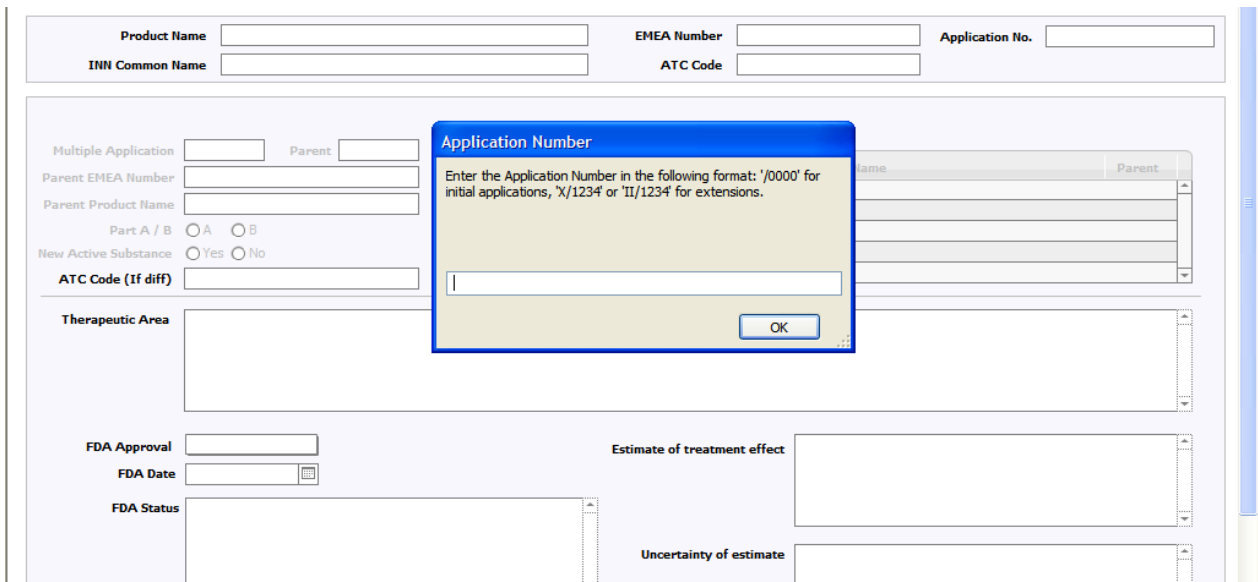 Product Name
EMEA Number
Application No.
INN Common Name
ATC Code
Application Number
Enter the Application Number in the following format: '/0000' for
initial applications, 'X/1234' or 'II/1234' for extensions.
OK
Multiple Application
Parent
Parent EMEA Number
Parent Product Name
Part A / B
A
B
New Active Substance
Yes
No
ATC Code (If diff)
Parent
Therapeutic Area
FDA Approval
FDA Date
FDA Status
Estimate of treatment effect
Uncertainty of estimate